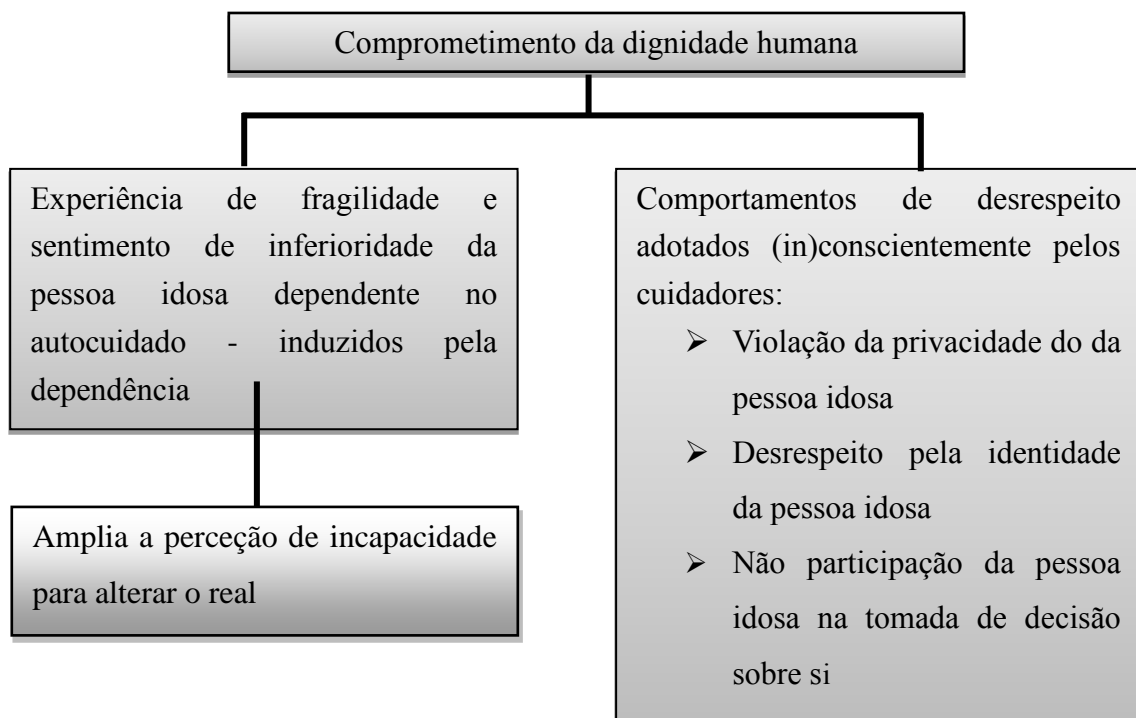 Comprometimento da dignidade humana
Experiência de fragilidade e
sentimento de inferioridade da
pessoa idosa dependente no
autocuidado - induzidos pela
dependência
Amplia a perceção de incapacidade
para alterar o real
Comportamentos de desrespeito
adotados (in)conscientemente pelos
cuidadores:
➢ Violação da privacidade do da
pessoa idosa
➢ Desrespeito pela identidade
da pessoa idosa
➢ Não participação da pessoa
idosa na tomada de decisão
sobre si